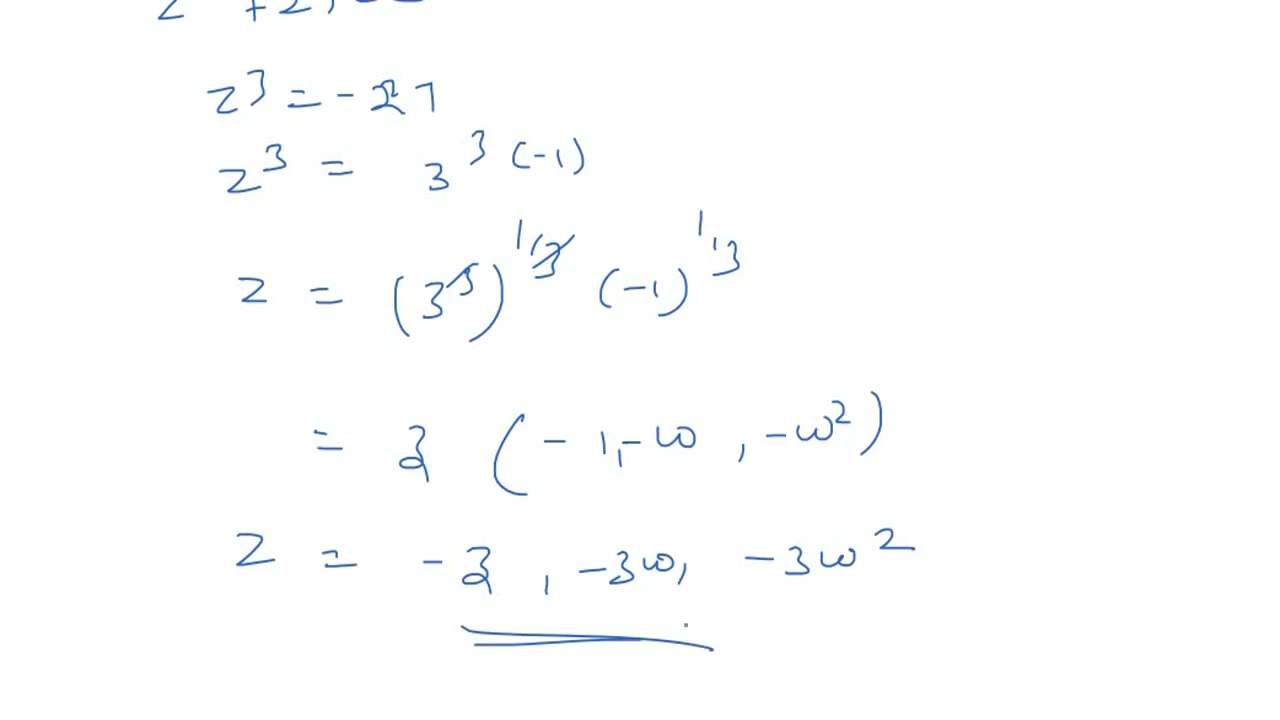 z³ = -27
z³ = 3³ (-1)
z = (3³)^1/3 (-1)^1/3
= 3 (-1, -ω, -ω²)
z = -3, -3ω, -3ω²